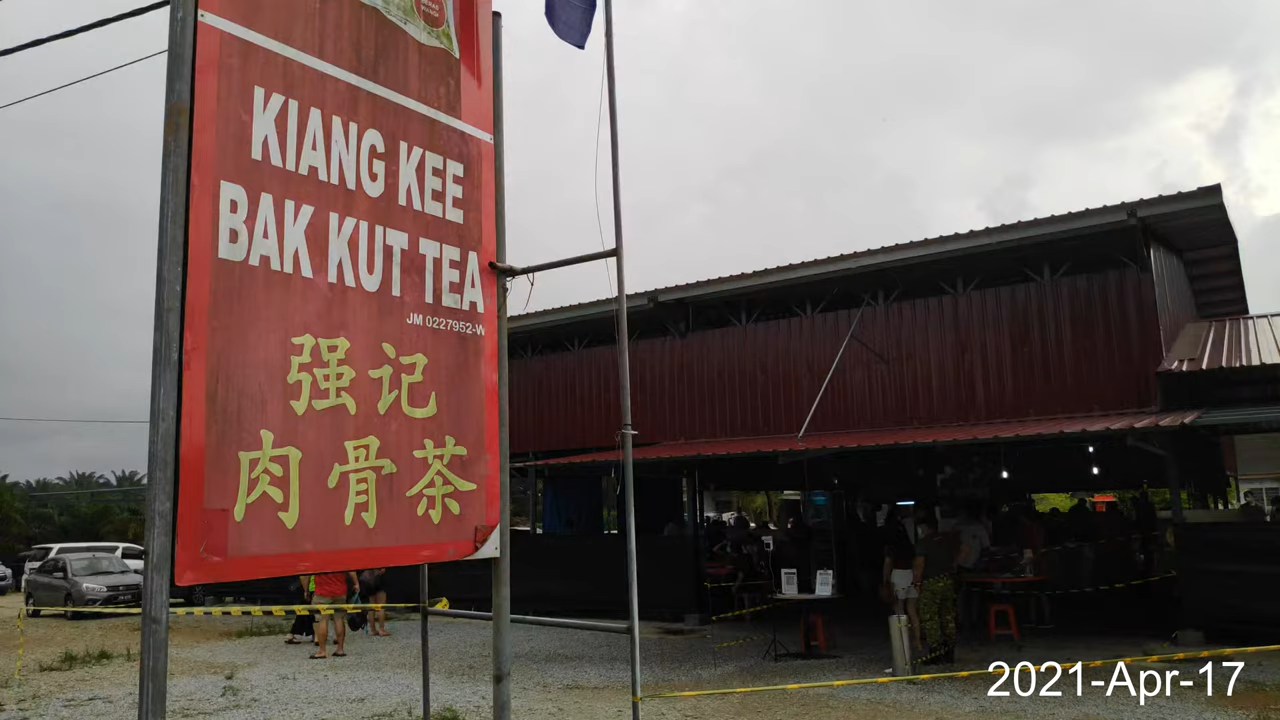 KIANG KEE
BAK KUT TEA
JM 0227952-W
强记
肉骨茶
2021-Apr-17